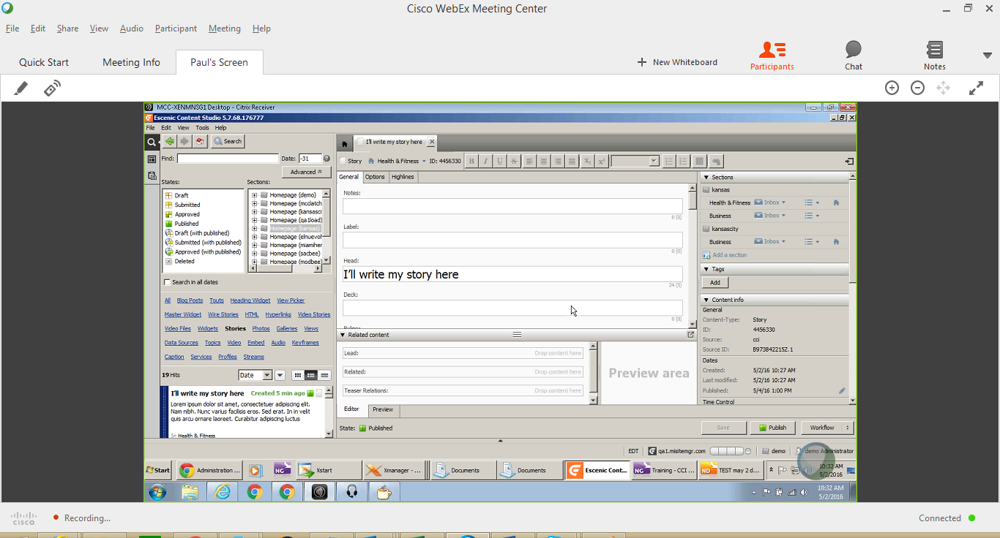 Cisco WebEx Meeting Center
File Edit Share View Audio Participant Meeting Help
Quick Start Meeting Info Paul's Screen New Whiteboard Participants Chat Notes
MCC-XENMNSG1 Desktop - Citrix Receiver
Escenic Content Studio 5.7.68.176777
File Edit View Tools Help
Search
I'll write my story here
Find: Date: -31
Story Health & Fitness ID: 4456330 B I U S
Advanced
General Options Highlines
States: Sections:
Draft
Submitted
Approved
Published
Draft (with published)
Submitted (with published)
Approved (with published)
Deleted
Homepage (demo)
Homepage (mcclatch
Homepage (kansasc
Homepage (qa1load)
Homepage (kansas)
Homepage (elnuevol
Homepage (miamiher
Homepage (sacbee)
Homepage (modbee)
Search in all dates
All Blog Posts Touts Heading Widget View Picker
Master Widget Wire Stories HTML Hyperlinks Video Stories
Video Files Widgets Stories Photos Galleries Views
Data Sources Topics Video Embed Audio Keyframes
Caption Services Profiles Streams
19 Hits Date
I'll write my story here Created 5 min ago
Lorem ipsum dolor sit amet, consectetuer adipiscing elit.
Nam nibh. Nunc varius facilisis eros. Sed erat. In in velit
quis arcu ornare laoreet. Curabitur adipiscing luctus
In Health & Fitness
Notes:
0 (0)
Label:
0 (0)
Head:
I'll write my story here
24 (5)
Deck:
0 (0)
Related content
Lead: Drop content here
Related: Drop content here
Teaser Relations: Drop content here
Preview area
Editor Preview
State: Published
Save Publish Workflow
Sections
kansas
Health & Fitness Inbox
Business Inbox
kansascity
Business Inbox
Add a section
Tags
Add
Content info
General
Content-Type: Story
ID: 4456330
Source: cci
Source ID: B9738422152.1
Dates
Created: 5/2/16 10:27 AM
Last modified: 5/2/16 10:27 AM
Published: 5/4/16 1:00 PM
Time Control
EDT qa1.misitemgr.com demo demo Administrator
Start Administration ... NG Xstart Xmanager - ... Documents Documents Escenic Cont... NG Training - CCI ... ND TEST may 2 d... 10:32 AM
5/2/2016
10:32 AM
5/2/2016
cisco Recording... Connected